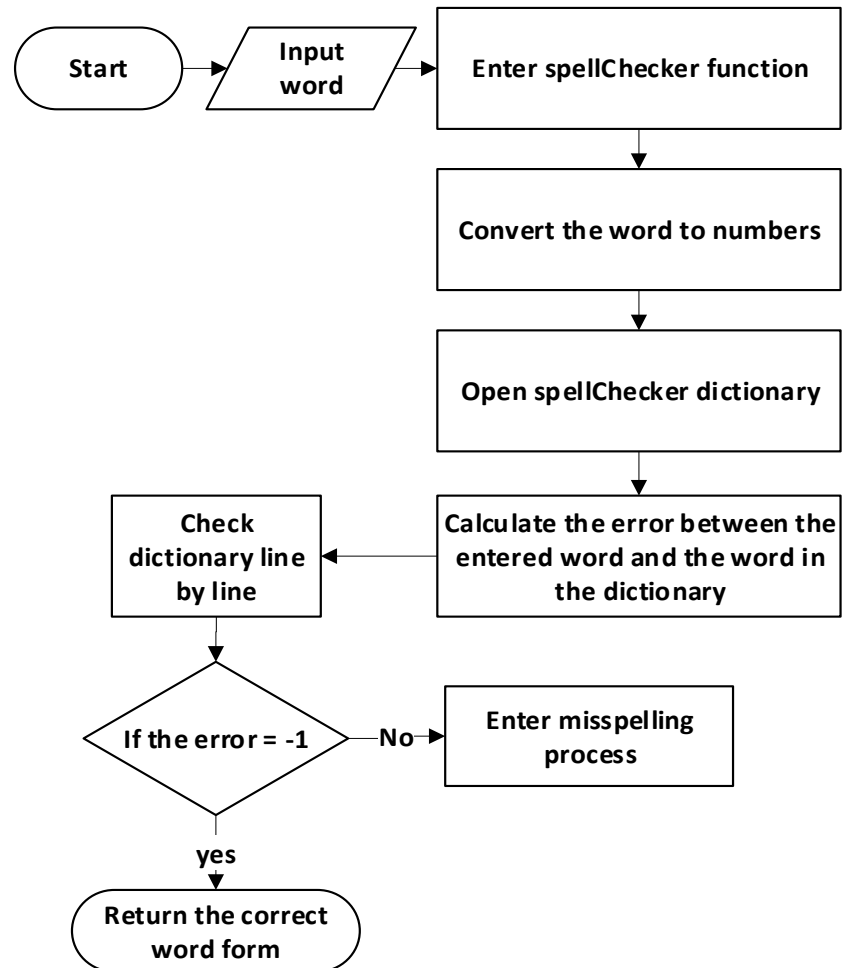 Start
Input
word
Enter spellChecker function
Convert the word to numbers
Open spellChecker dictionary
Calculate the error between the
entered word and the word in
the dictionary
Check
dictionary line
by line
If the error = -1
No
Enter misspelling
process
yes
Return the correct
word form